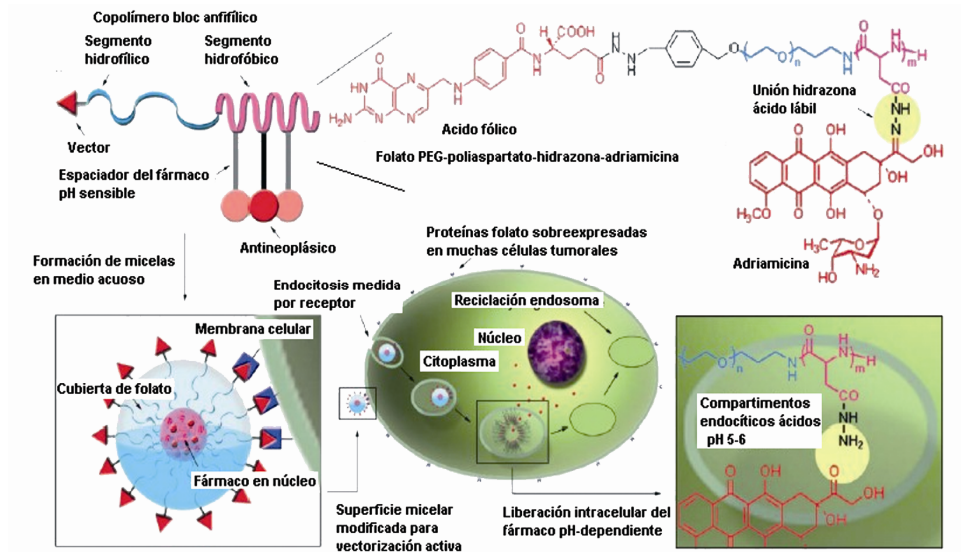 Copolímero bloc anfifílico
Segmento
hidrofílico
Segmento
hidrofóbico
Vector
Espaciador del fármaco
pH sensible
Antineoplásico
Acido fólico
Folato PEG-poliaspartato-hidrazona-adriamicina
Unión hidrazona
ácido lábil
Adriamicina
Formación de micelas
en medio acuoso
Proteínas folato sobreexpresadas
en muchas células tumorales
Endocitosis medida
por receptor
Reciclación endosoma
Núcleo
Citoplasma
Membrana celular
Cubierta de folato
Fármaco en núcleo
Superficie micelar
modificada para
vectorización activa
Liberación intracelular del
fármaco pH-dependiente
Compartimentos
endocíticos ácidos
pH 5-6